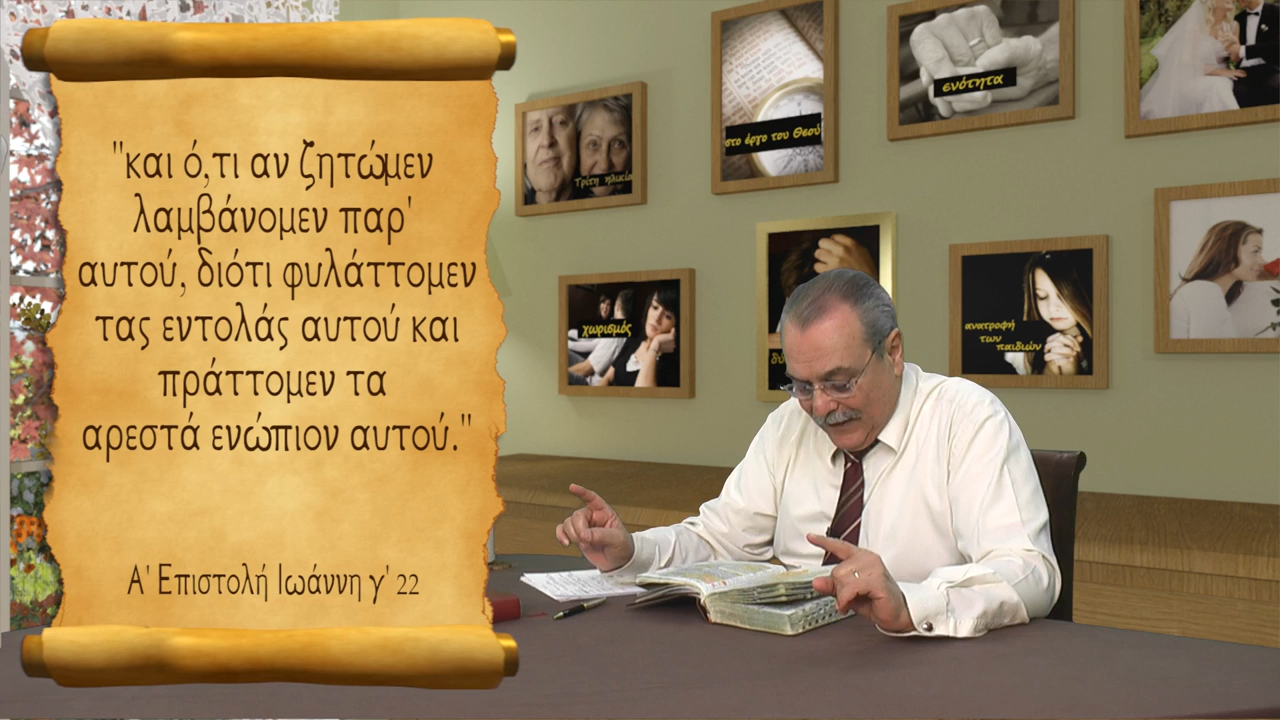 "και ό,τι αν ζητώμεν
λαμβάνομεν παρ'
αυτού, διότι φυλάττομεν
τας εντολάς αυτού και
πράττομεν τα
αρεστά ενώπιον αυτού."
Α' Επιστολή Ιωάννη γ' 22
Τρίτη ηλικία
στο έργο του Θεού
ενότητα
χωρισμός
ανατροφή
των
παιδιών